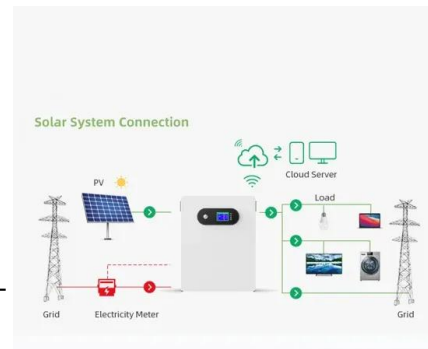 Solar System Connection
Cloud Server
PV
Load
Grid
Electricity Meter
Grid